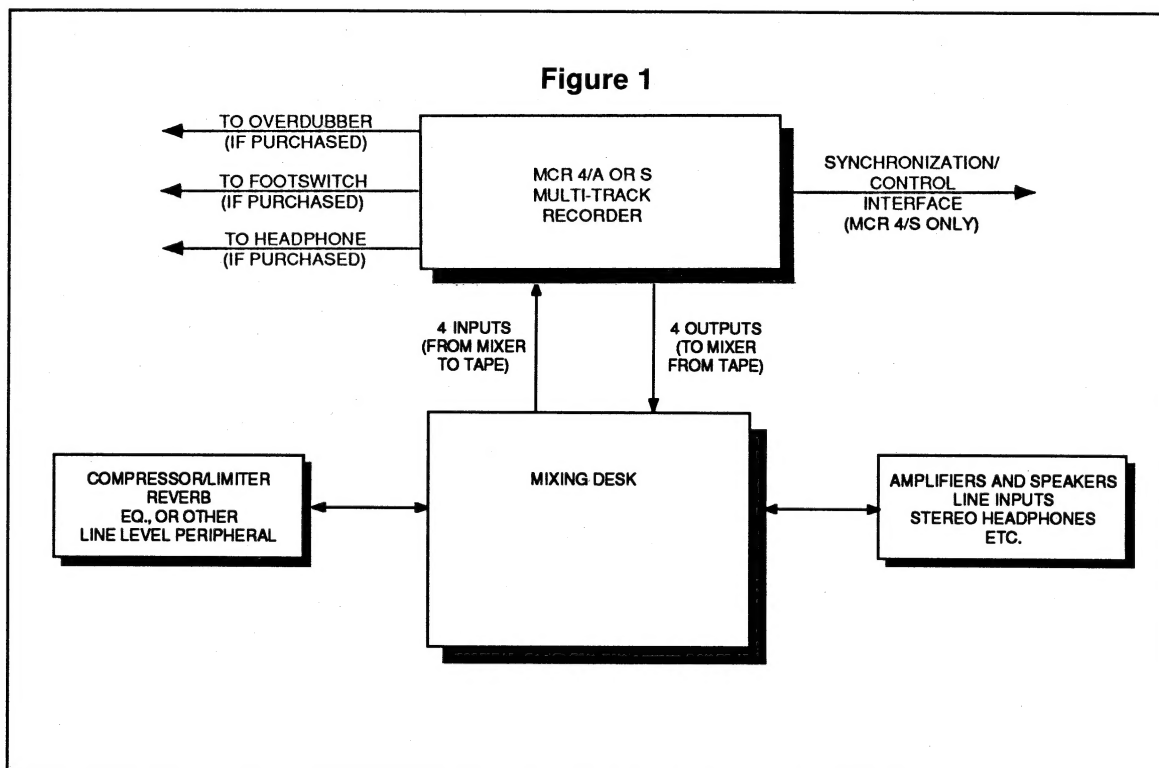 Figure 1
TO OVERDUBBER
(IF PURCHASED)
TO FOOTSWITCH
(IF PURCHASED)
TO HEADPHONE
(IF PURCHASED)
MCR 4/A OR S
MULTI-TRACK
RECORDER
SYNCHRONIZATION/
CONTROL
INTERFACE
(MCR 4/S ONLY)
4 INPUTS
(FROM MIXER
TO TAPE)
4 OUTPUTS
(TO MIXER
FROM TAPE)
COMPRESSOR/LIMITER
REVERB
EQ., OR OTHER
LINE LEVEL PERIPHERAL
MIXING DESK
AMPLIFIERS AND SPEAKERS
LINE INPUTS
STEREO HEADPHONES
ETC.